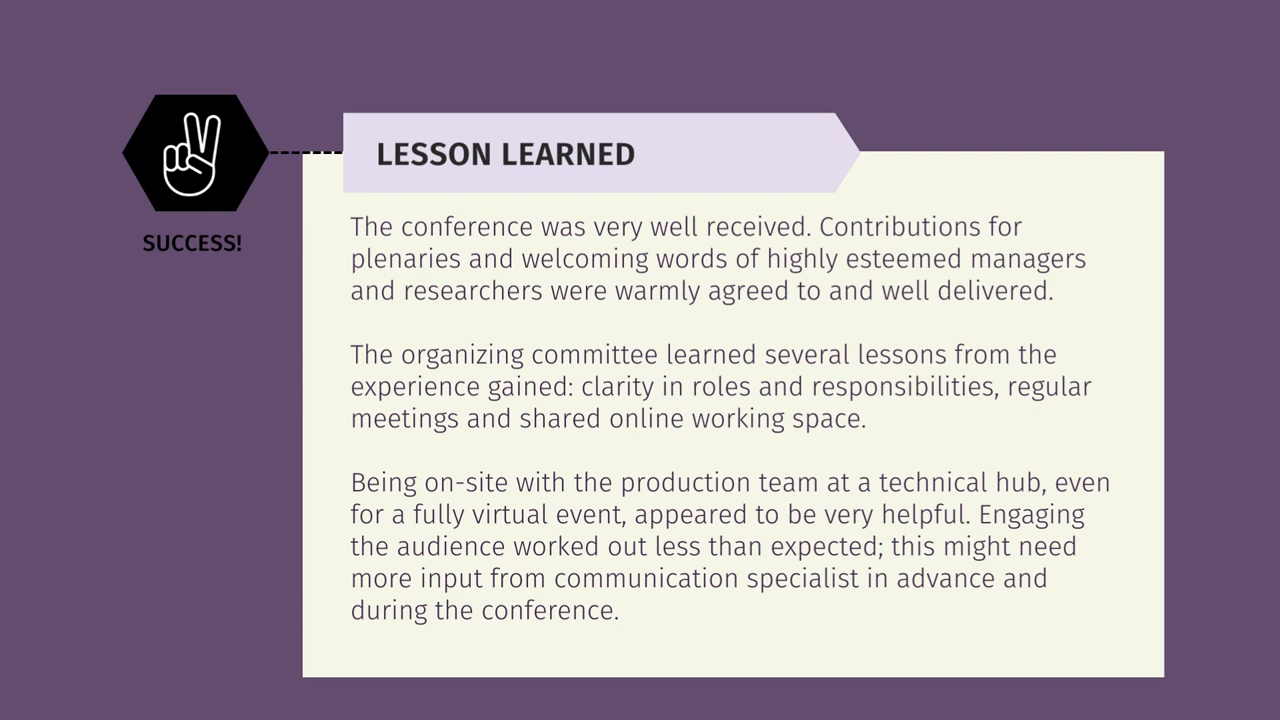 LESSON LEARNED
SUCCESS!
The conference was very well received. Contributions for
plenaries and welcoming words of highly esteemed managers
and researchers were warmly agreed to and well delivered.
The organizing committee learned several lessons from the
experience gained: clarity in roles and responsibilities, regular
meetings and shared online working space.
Being on-site with the production team at a technical hub, even
for a fully virtual event, appeared to be very helpful. Engaging
the audience worked out less than expected; this might need
more input from communication specialist in advance and
during the conference.